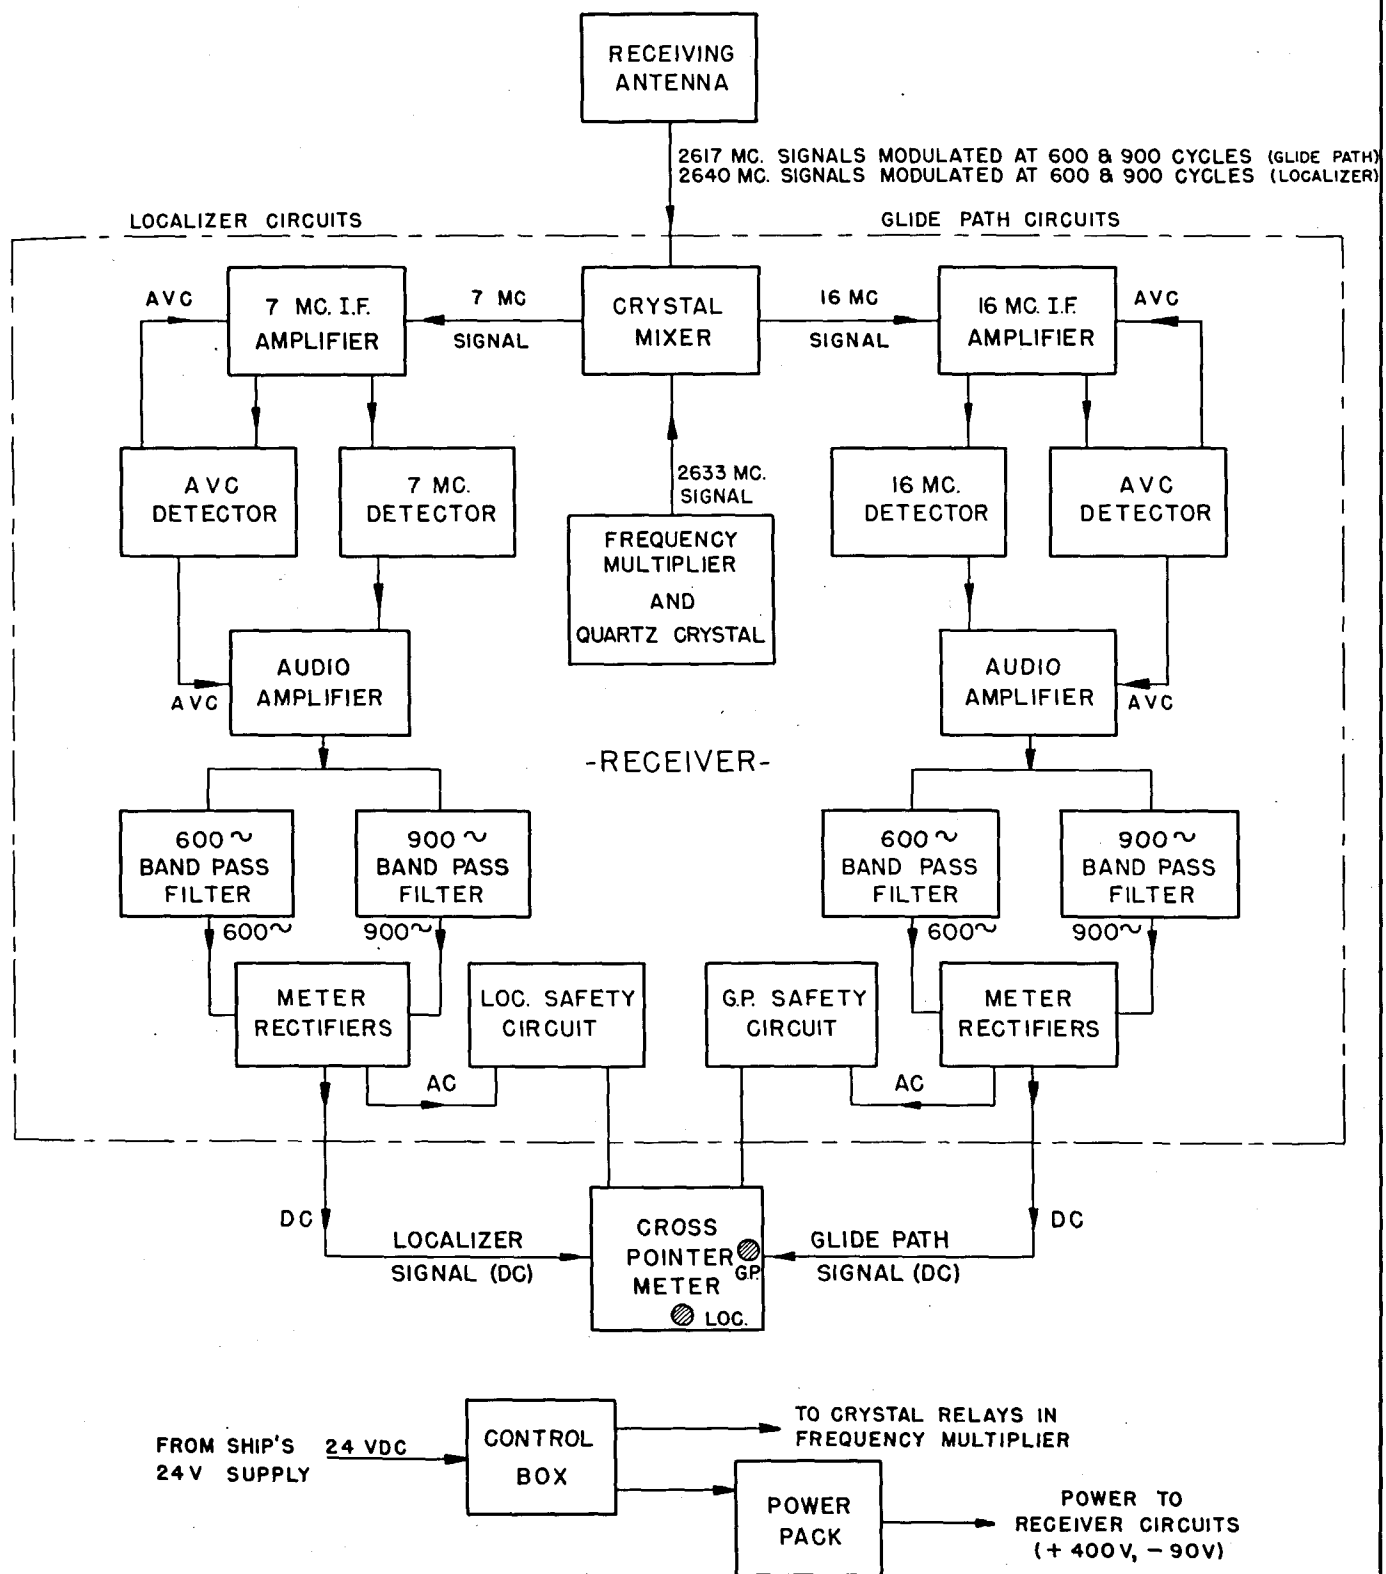 RECEIVING
ANTENNA
2617 MC. SIGNALS MODULATED AT 600 & 900 CYCLES (GLIDE PATH)
2640 MC. SIGNALS MODULATED AT 600 & 900 CYCLES (LOCALIZER)
LOCALIZER CIRCUITS
GLIDE PATH CIRCUITS
AVC
7 MC. I.F.
AMPLIFIER
7 MC
SIGNAL
CRYSTAL
MIXER
16 MC
SIGNAL
16 MC. I.F.
AMPLIFIER
AVC
AVC
DETECTOR
7 MC.
DETECTOR
2633 MC.
SIGNAL
16 MC.
DETECTOR
AVC
DETECTOR
FREQUENCY
MULTIPLIER
AND
QUARTZ CRYSTAL
AUDIO
AMPLIFIER
AVC
AUDIO
AMPLIFIER
AVC
-RECEIVER-
600~
BAND PASS
FILTER
900~
BAND PASS
FILTER
600~
BAND PASS
FILTER
900~
BAND PASS
FILTER
600~
900~
600~
900~
METER
RECTIFIERS
LOC. SAFETY
CIRCUIT
G.P. SAFETY
CIRCUIT
METER
RECTIFIERS
AC
AC
DC
DC
LOCALIZER
SIGNAL (DC)
CROSS
POINTER
METER
G.P.
LOC.
GLIDE PATH
SIGNAL (DC)
FROM SHIP'S
24V SUPPLY
24 VDC
CONTROL
BOX
TO CRYSTAL RELAYS IN
FREQUENCY MULTIPLIER
POWER
PACK
POWER TO
RECEIVER CIRCUITS
(+ 400V, - 90V)